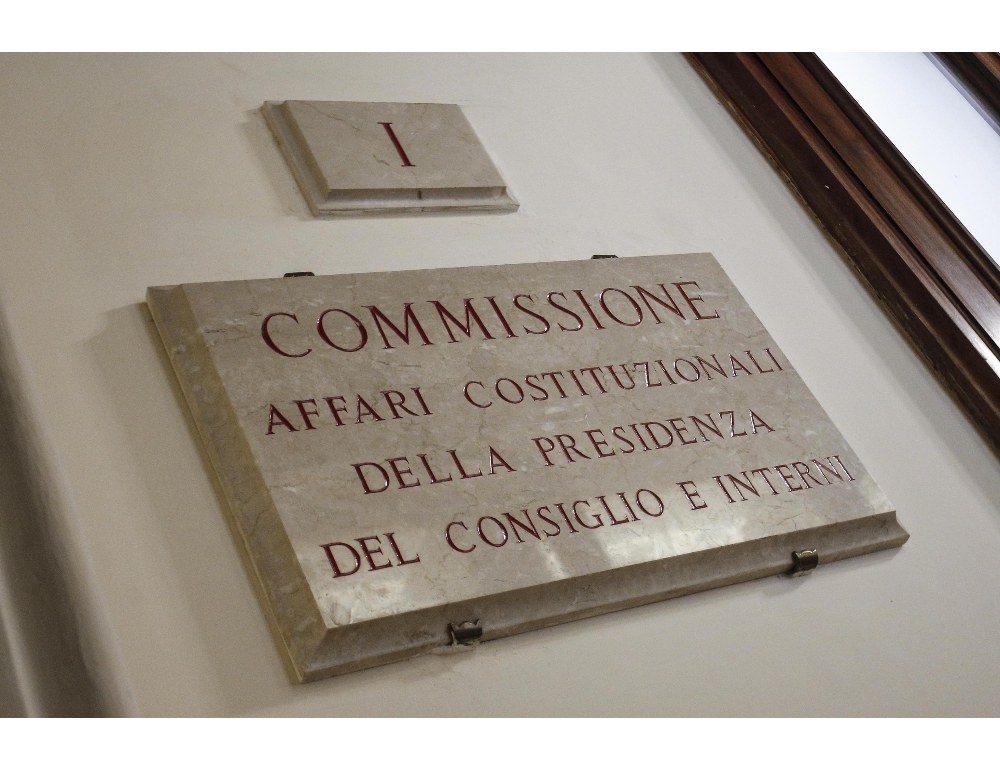 I
COMMISSIONE
AFFARI COSTITUZIONALI
DELLA PRESIDENZA
DEL CONSIGLIO E INTERNI